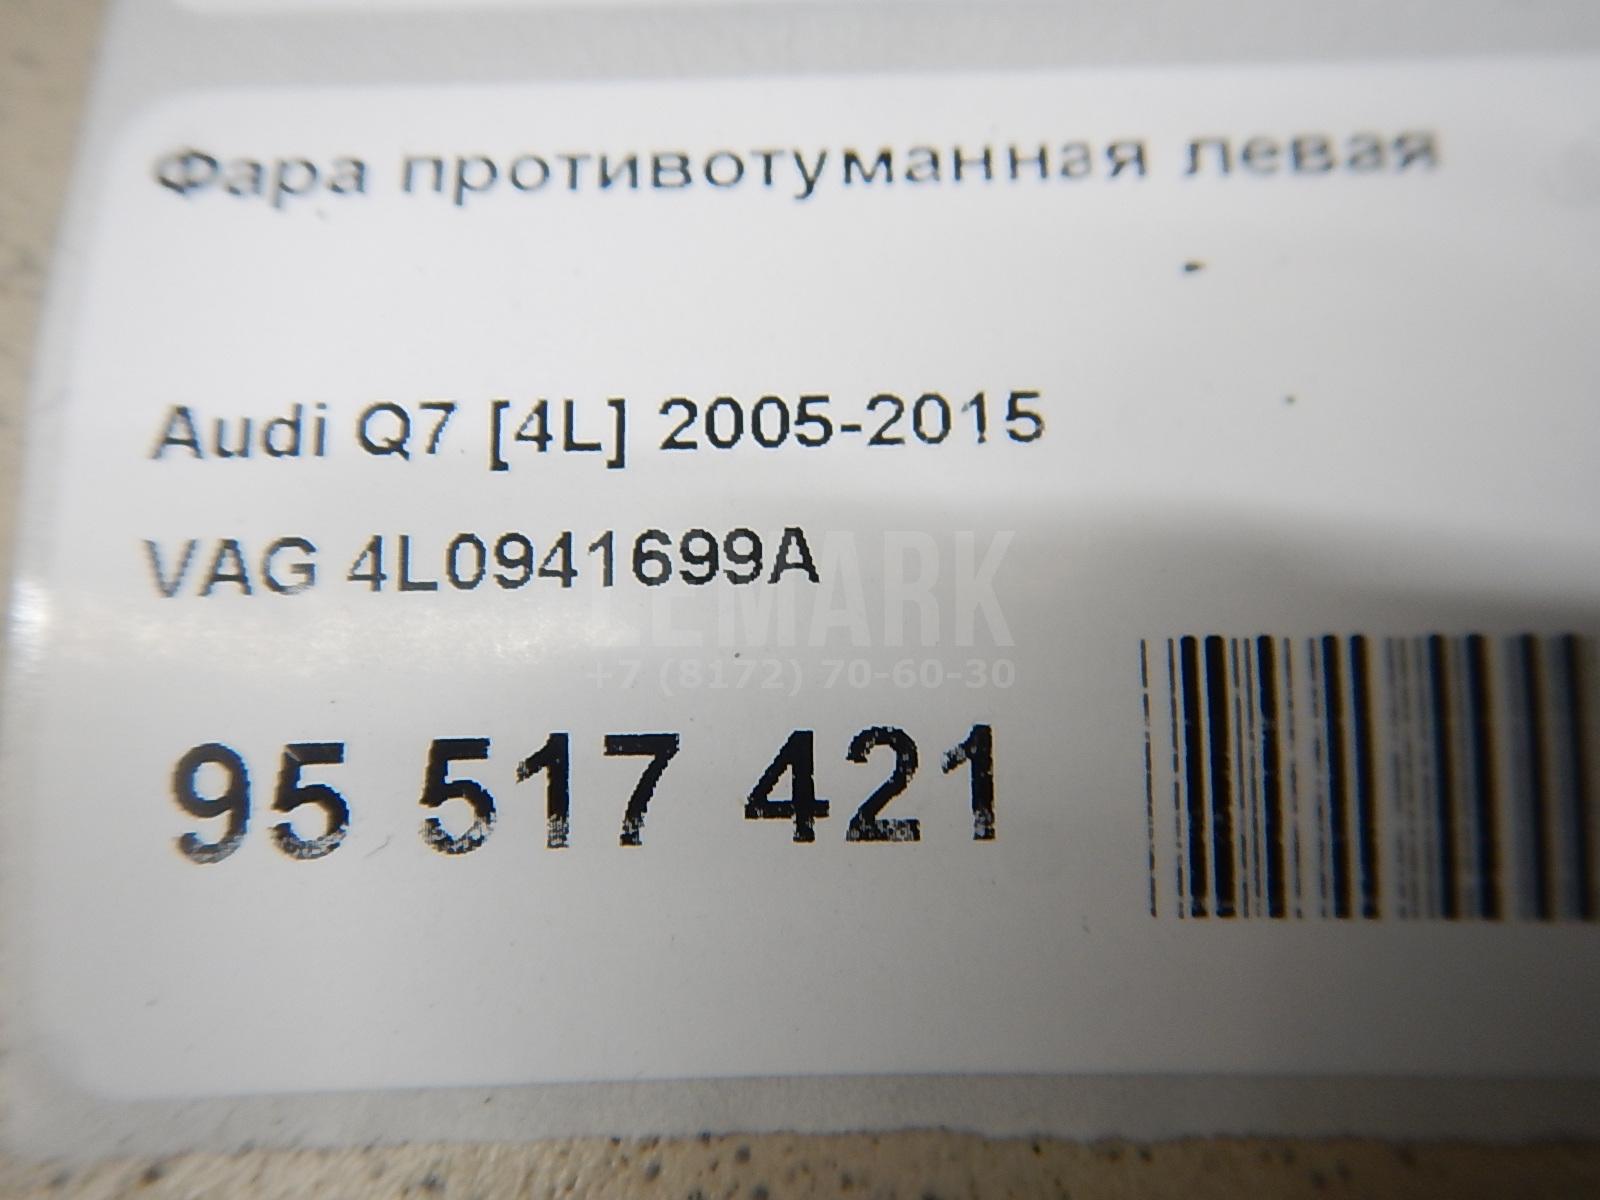 Фара противотуманная левая
Audi Q7 [4L] 2005-2015
VAG 4L0941699A
LEMARK
+7 (8172) 70-60-30
95 517 421